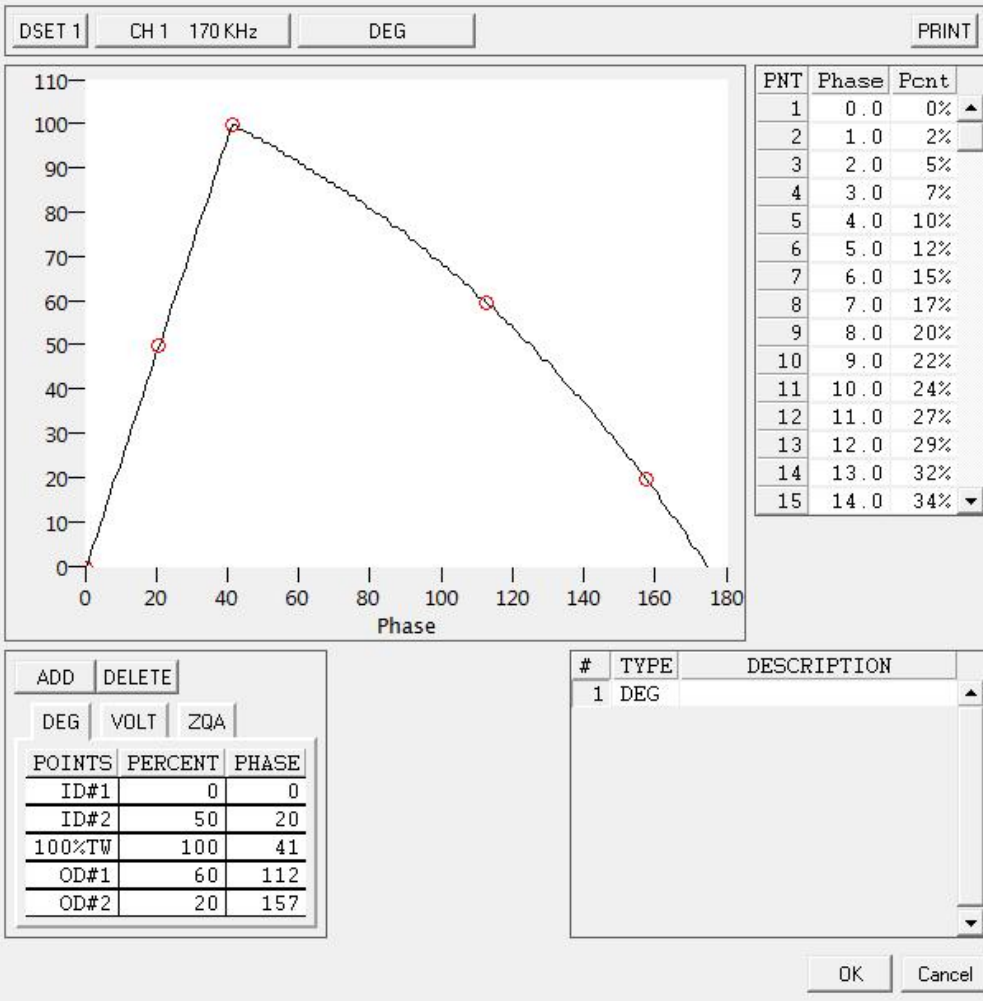 DSET 1 CH 1 170 KHz DEG PRINT
110
100
90
80
70
60
50
40
30
20
10
0
0 20 40 60 80 100 120 140 160 180
Phase
PNT Phase Pcnt
1 0.0 0%
2 1.0 2%
3 2.0 5%
4 3.0 7%
5 4.0 10%
6 5.0 12%
7 6.0 15%
8 7.0 17%
9 8.0 20%
10 9.0 22%
11 10.0 24%
12 11.0 27%
13 12.0 29%
14 13.0 32%
15 14.0 34%
ADD DELETE
DEG VOLT ZQA
POINTS PERCENT PHASE
ID#1 0 0
ID#2 50 20
100%TW 100 41
OD#1 60 112
OD#2 20 157
# TYPE DESCRIPTION
1 DEG
OK Cancel